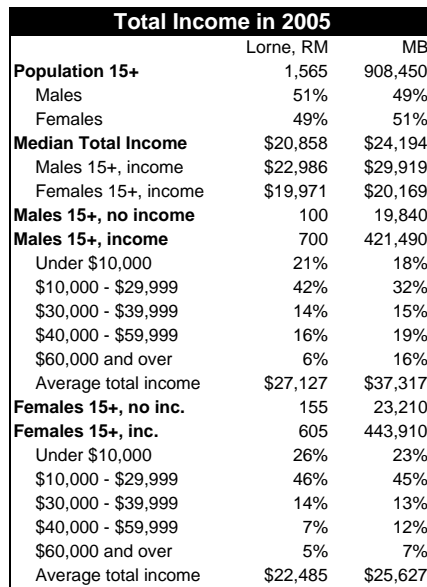 Total Income in 2005
Lorne, RM MB
Population 15+ 1,565 908,450
Males 51% 49%
Females 49% 51%
Median Total Income $20,858 $24,194
Males 15+, income $22,986 $29,919
Females 15+, income $19,971 $20,169
Males 15+, no income 100 19,840
Males 15+, income 700 421,490
Under $10,000 21% 18%
$10,000 - $29,999 42% 32%
$30,000 - $39,999 14% 15%
$40,000 - $59,999 16% 19%
$60,000 and over 6% 16%
Average total income $27,127 $37,317
Females 15+, no inc. 155 23,210
Females 15+, inc. 605 443,910
Under $10,000 26% 23%
$10,000 - $29,999 46% 45%
$30,000 - $39,999 14% 13%
$40,000 - $59,999 7% 12%
$60,000 and over 5% 7%
Average total income $22,485 $25,627